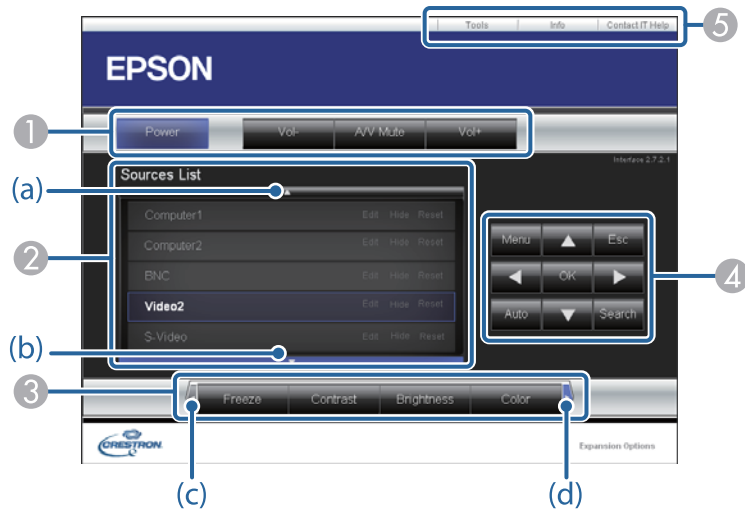 Tools Info Contact IT Help 5
EPSON
1 Power Vol- A/V Mute Vol+
Interface 2.7.2.1
Sources List
(a)
Computer1 Edit Hide Reset
Computer2 Edit Hide Reset
BNC Edit Hide Reset
Video2 Edit Hide Reset
S-Video Edit Hide Reset
2
(b)
Menu Esc
OK
Auto Search
4
3 Freeze Contrast Brightness Color
CRESTRON Expansion Options
(c) (d)